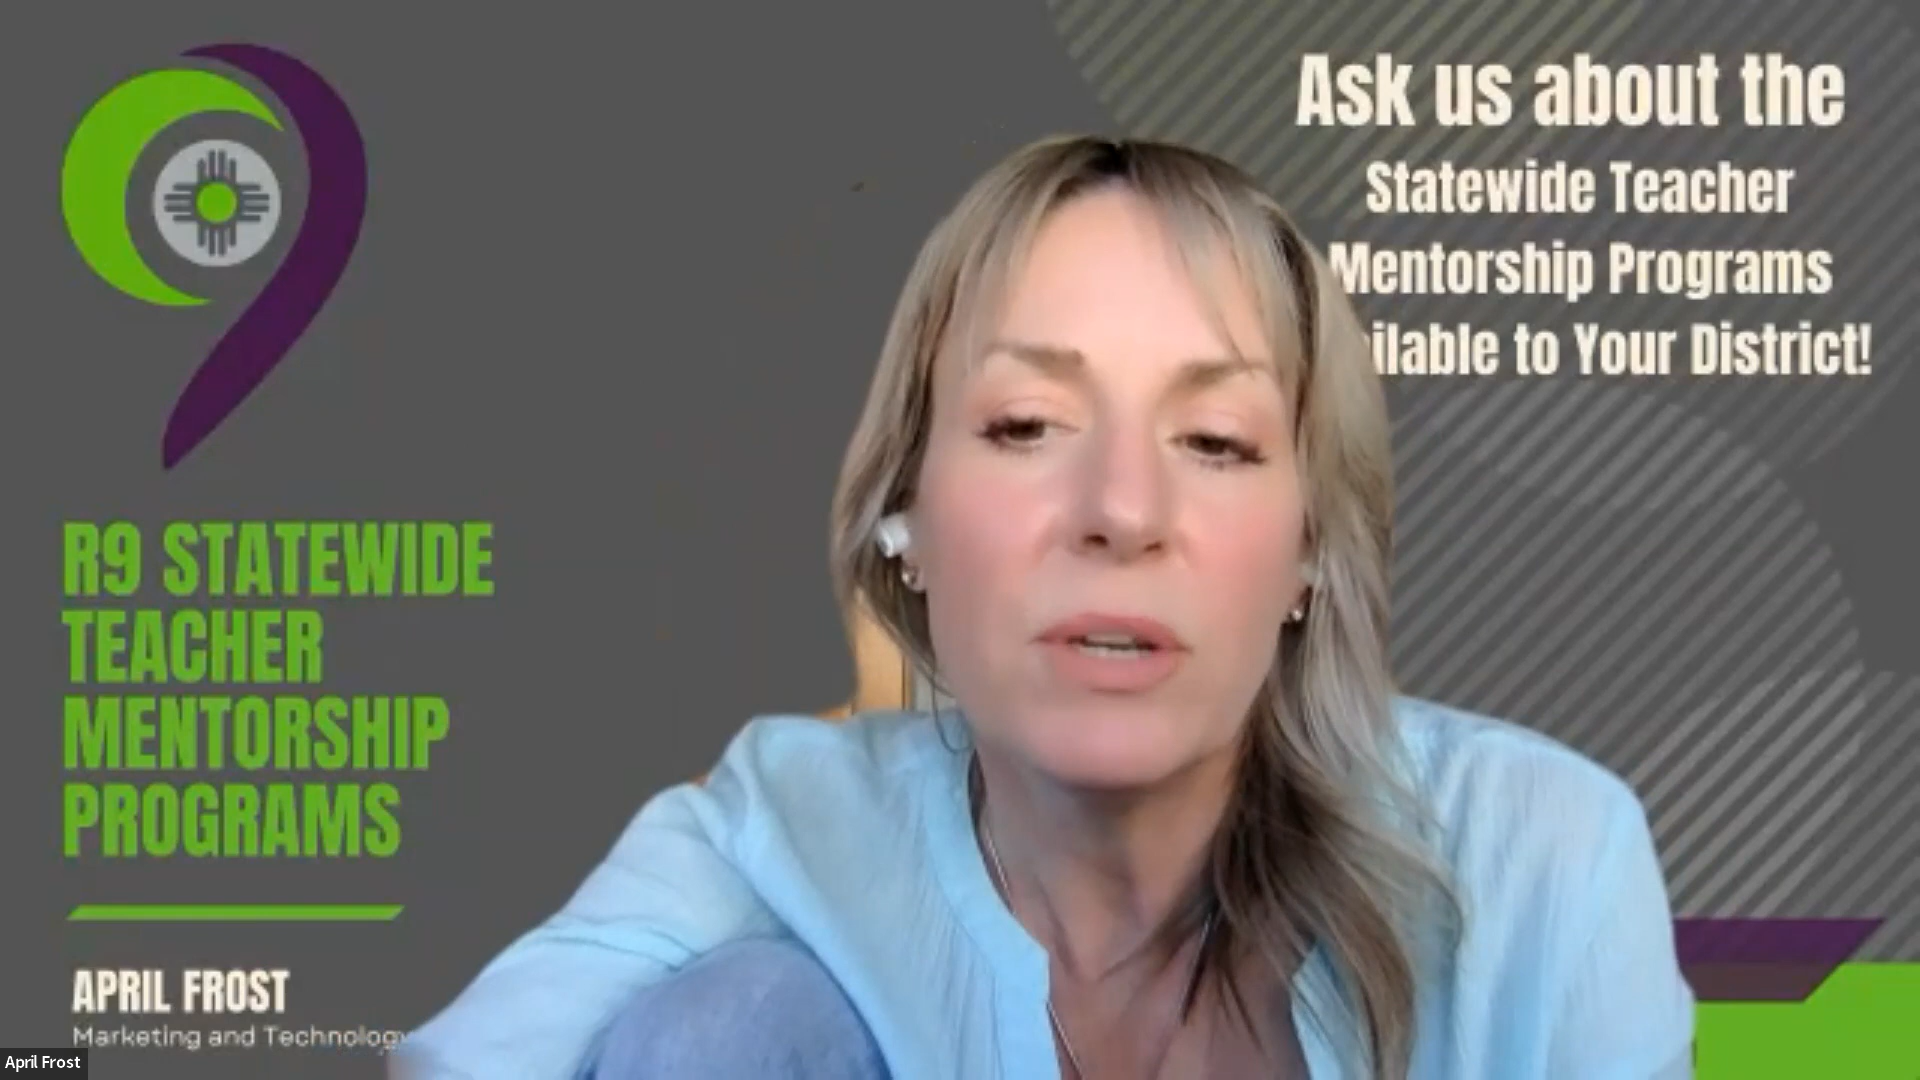 Ask us about the
Statewide Teacher
Mentorship Programs
to Your District!
R9 STATEWIDE
TEACHER
MENTORSHIP
PROGRAMS
APRIL FROST
Marketing and Technology
April Frost